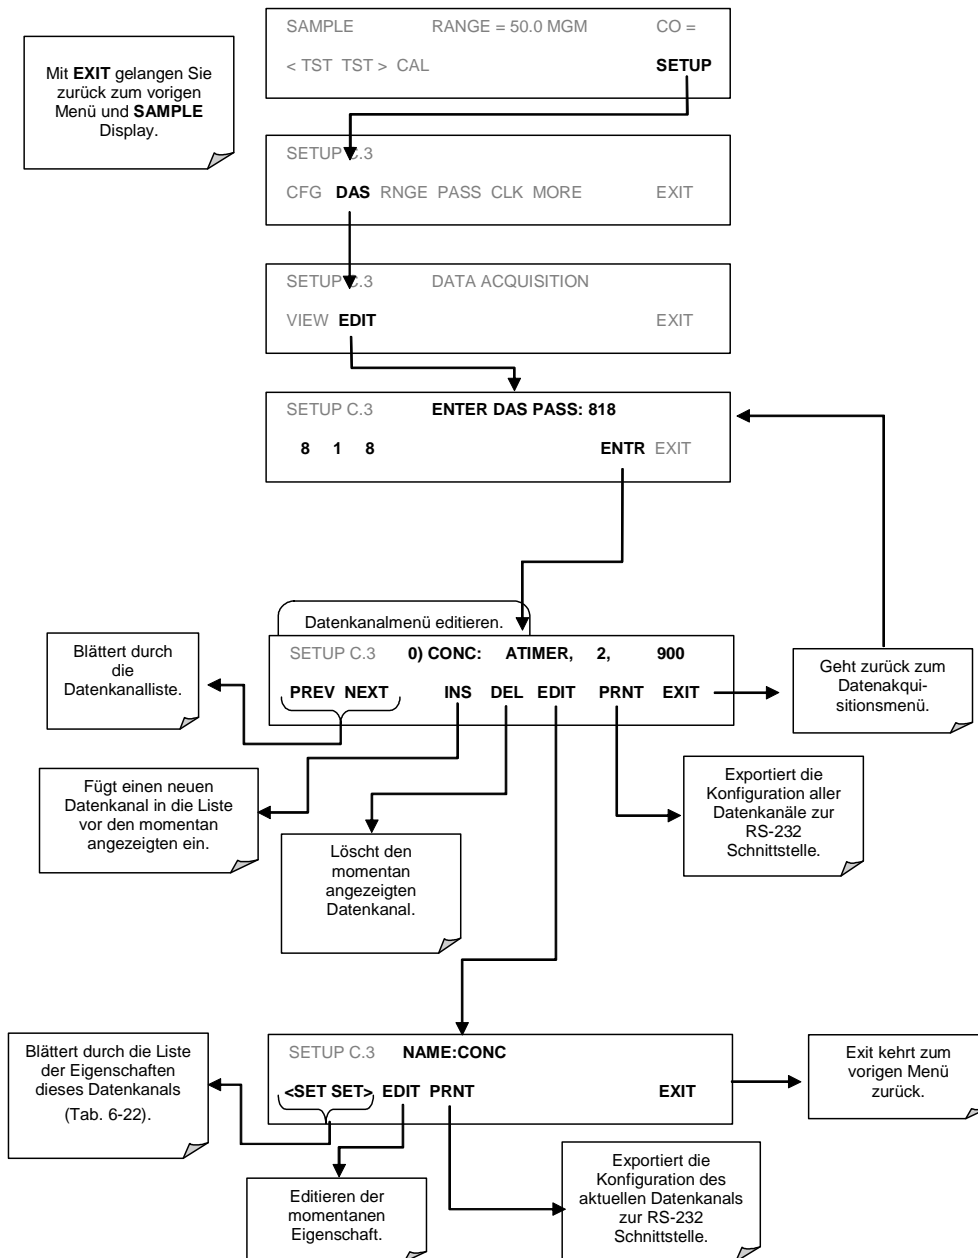 SAMPLE RANGE = 50.0 MGM CO =
< TST TST > CAL SETUP
Mit EXIT gelangen Sie
zurück zum vorigen
Menü und SAMPLE
Display.
SETUP C.3
CFG DAS RNGE PASS CLK MORE EXIT
SETUP C.3 DATA ACQUISITION
VIEW EDIT EXIT
SETUP C.3 ENTER DAS PASS: 818
8 1 8 ENTR EXIT
Datenkanalmenü editieren.
SETUP C.3 0) CONC: ATIMER, 2, 900
PREV NEXT INS DEL EDIT PRNT EXIT
Blättert durch
die
Datenkanalliste.
Geht zurück zum
Datenakqui-
sitionsmenü.
Fügt einen neuen
Datenkanal in die Liste
vor den momentan
angezeigten ein.
Löscht den
momentan
angezeigten
Datenkanal.
Exportiert die
Konfiguration aller
Datenkanäle zur
RS-232
Schnittstelle.
SETUP C.3 NAME:CONC
<SET SET> EDIT PRNT EXIT
Blättert durch die Liste
der Eigenschaften
dieses Datenkanals
(Tab. 6-22).
Exit kehrt zum
vorigen Menü
zurück.
Editieren der
momentanen
Eigenschaft.
Exportiert die
Konfiguration des
aktuellen Datenkanals
zur RS-232
Schnittstelle.